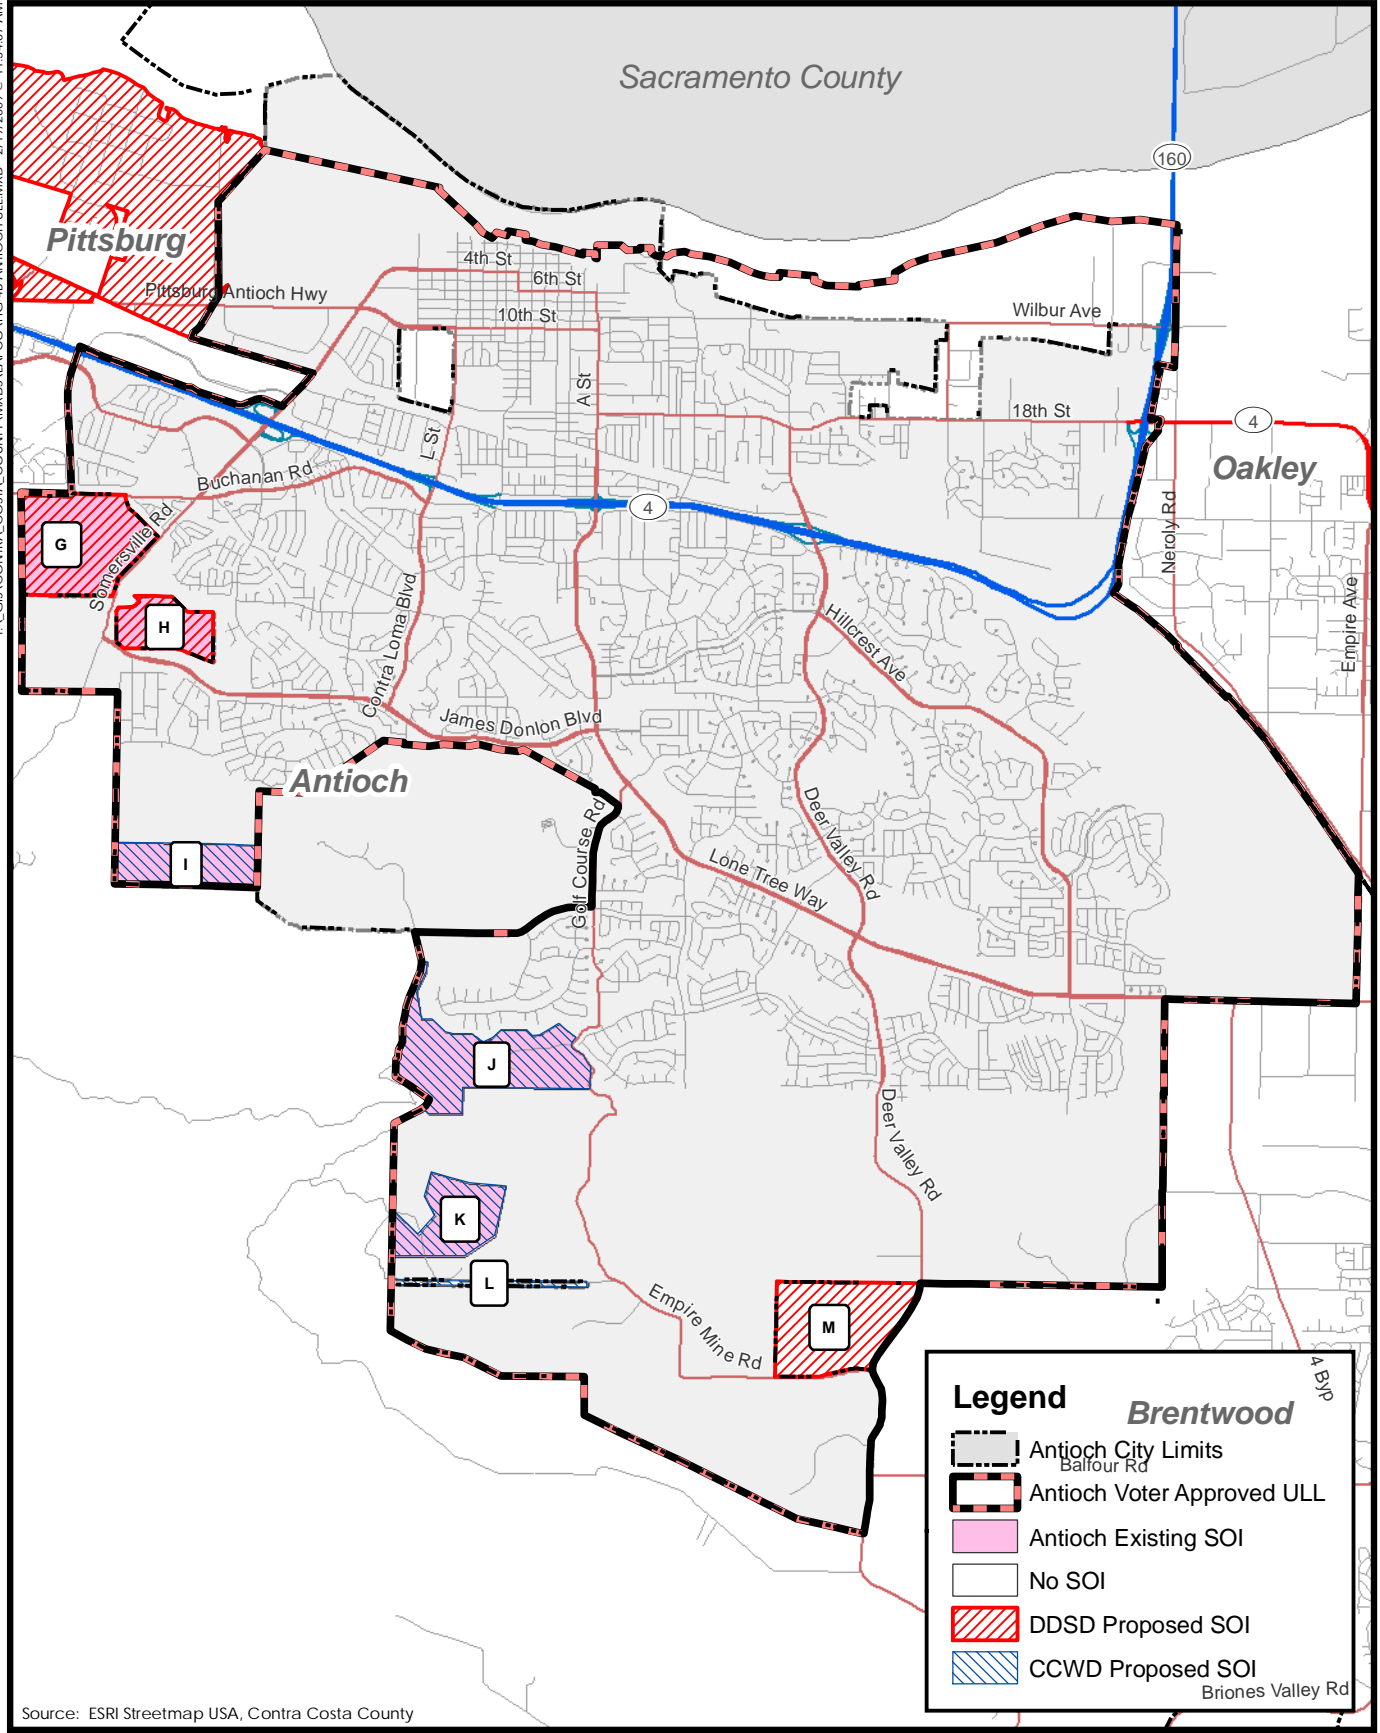 Sacramento County
160
Pittsburg
4th St
6th St
Pittsburg Antioch Hwy
10th St
Wilbur Ave
A St
18th St
4
L St
Oakley
Buchanan Rd
4
Neroly Rd
G
Somersville Rd
H
Contra Loma Blvd
Hillcrest Ave
Empire Ave
James Donlon Blvd
Antioch
Golf Course Rd
Deer Valley Rd
I
Lone Tree Way
J
Deer Valley Rd
K
L
Empire Mine Rd
M
4 Byp
Legend
Brentwood
Antioch City Limits
Balfour Rd
Antioch Voter Approved ULL
Antioch Existing SOI
No SOI
DDSD Proposed SOI
CCWD Proposed SOI
Briones Valley Rd
Source: ESRI Streetmap USA, Contra Costa County